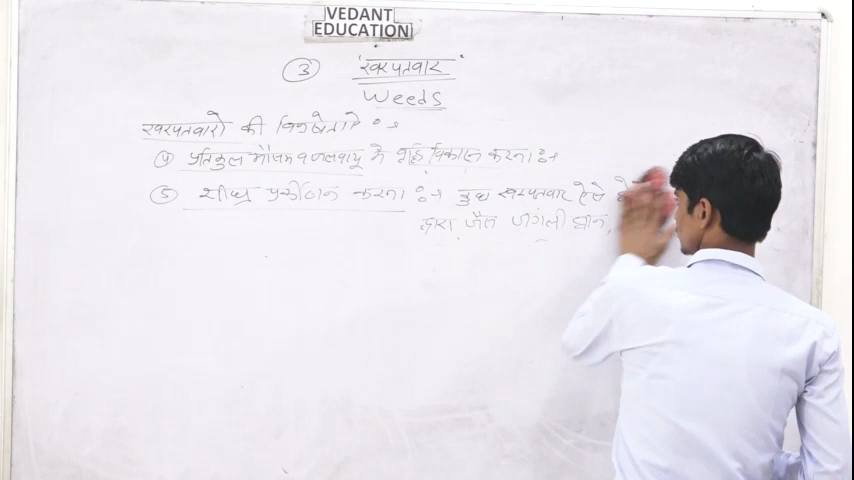 VEDANT
EDUCATION
③ 'खरपतवार'
Weeds
खरपतवारो की विशेषताऐ :-
④ प्रतिकुल मौसम व जलवायु मे वृद्धि विकास करना :-
⑤ शीघ्र प्रकीर्णन करना :- कुछ खरपतवार ऐसे
द्वारा जैसे जंगली धान,